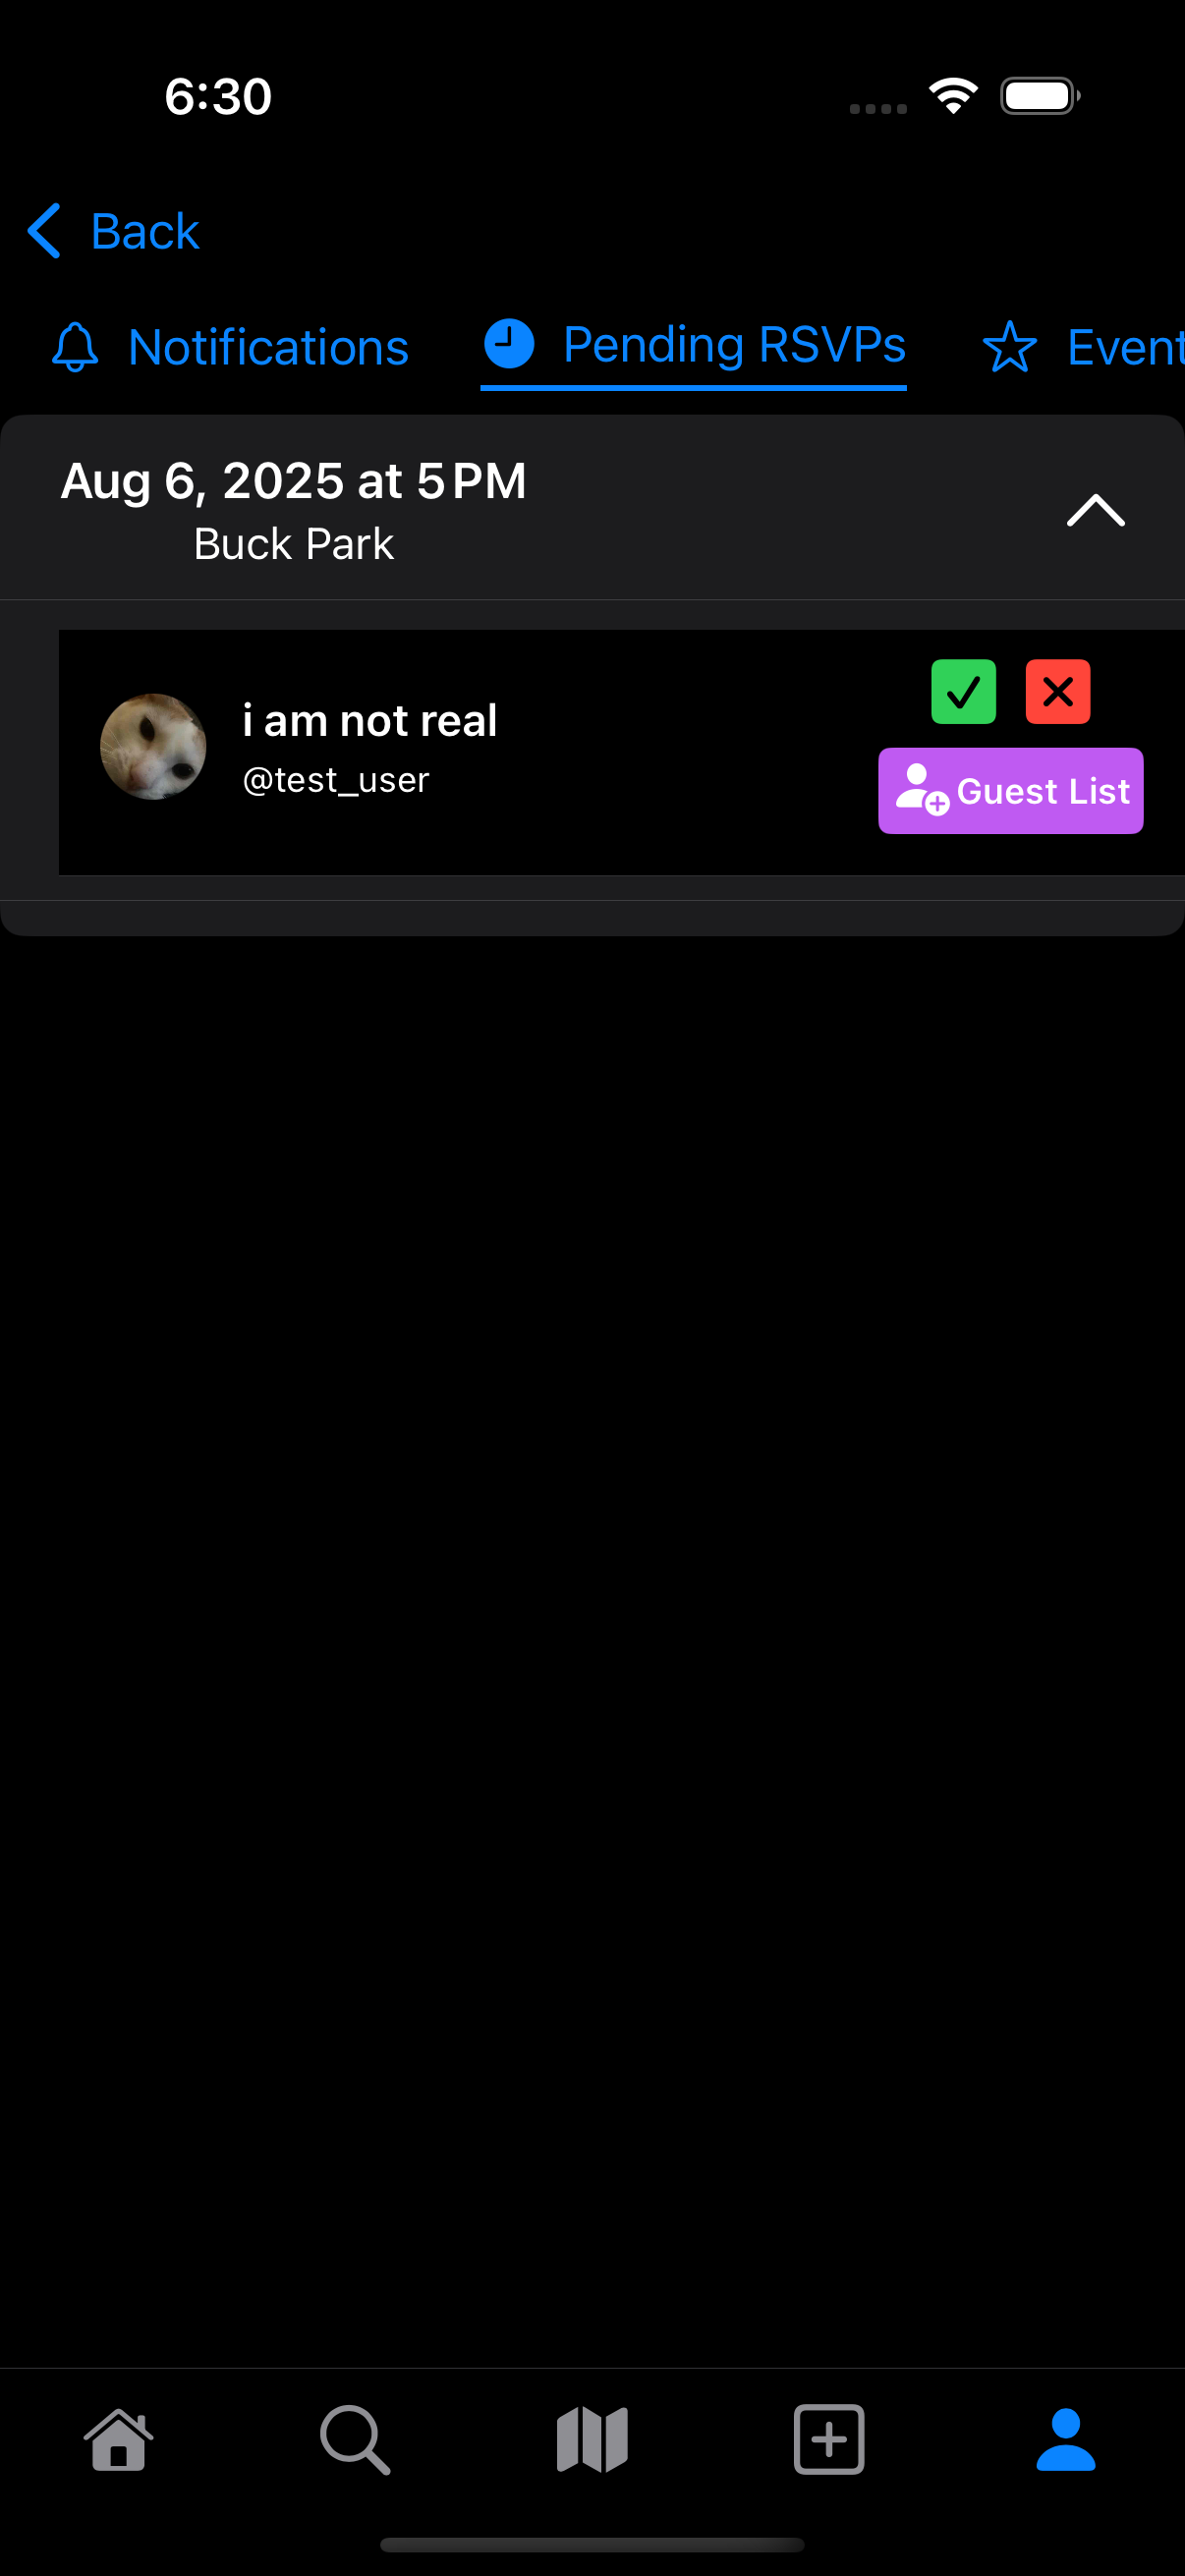 6:30
Back
Notifications
Pending RSVPs
Event
Aug 6, 2025 at 5 PM
Buck Park
i am not real
@test_user
Guest List